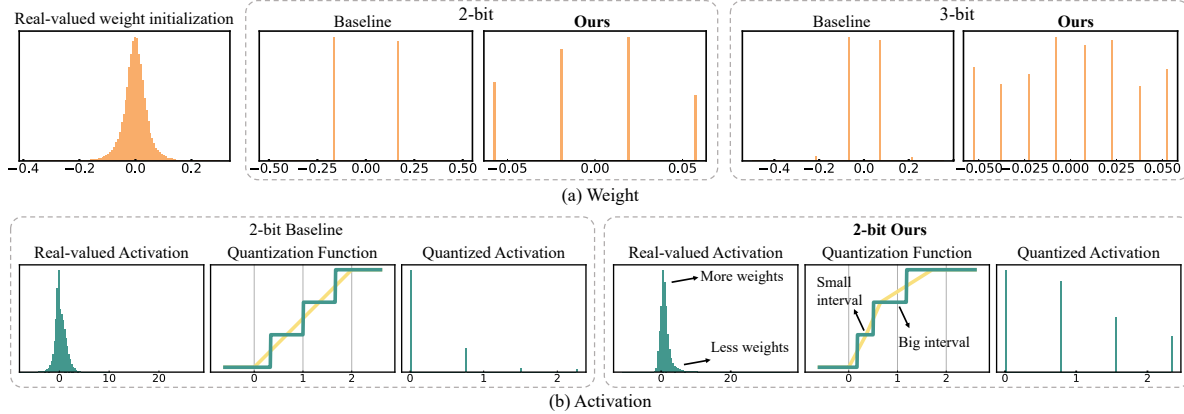 Real-valued weight initialization
2-bit
Baseline
Ours
3-bit
Baseline
Ours
−0.4 −0.2 0.0 0.2
−0.50 −0.25 0.00 0.25 0.50
−0.05 0.00 0.05
−0.4 −0.2 0.0 0.2
−0.050 −0.025 0.000 0.025 0.050
(a) Weight
2-bit Baseline
Real-valued Activation
Quantization Function
Quantized Activation
0 10 20
0 1 2
0 1 2
2-bit Ours
Real-valued Activation
Quantization Function
Quantized Activation
More weights
Less weights
Small
interval
Big interval
0 20
0 1 2
0 1 2
(b) Activation